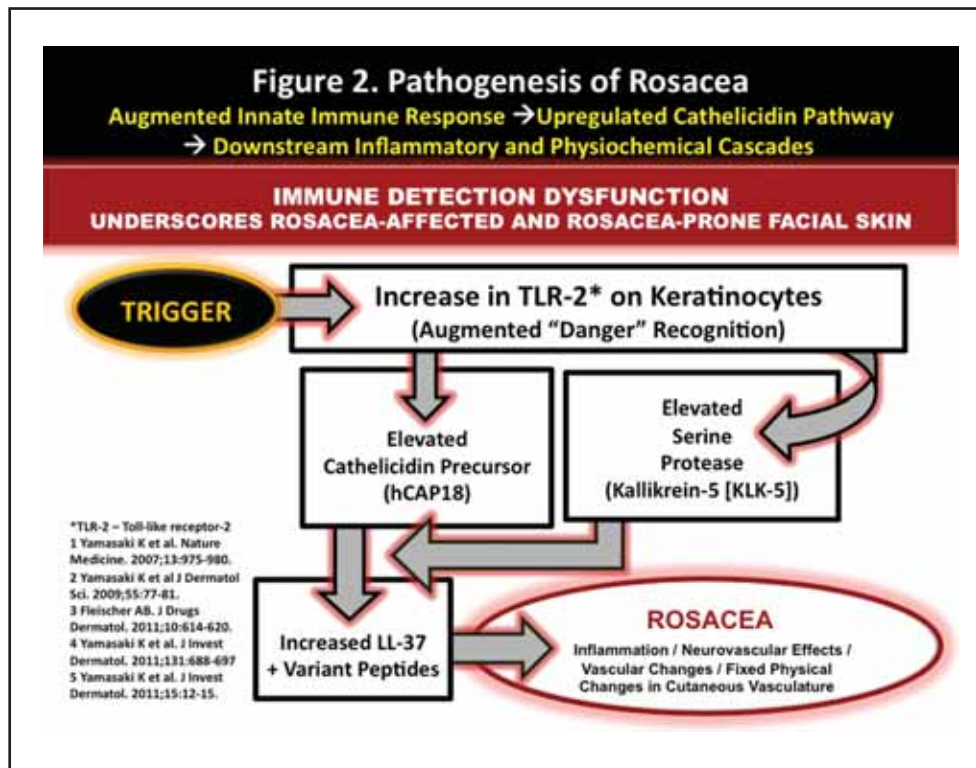 Figure 2. Pathogenesis of Rosacea
Augmented Innate Immune Response →Upregulated Cathelicidin Pathway
→ Downstream Inflammatory and Physiochemical Cascades
IMMUNE DETECTION DYSFUNCTION
UNDERSCORES ROSACEA-AFFECTED AND ROSACEA-PRONE FACIAL SKIN
TRIGGER
Increase in TLR-2* on Keratinocytes
(Augmented “Danger” Recognition)
Elevated
Cathelicidin Precursor
(hCAP18)
Elevated
Serine
Protease
(Kallikrein-5 [KLK-5])
*TLR-2 – Toll-like receptor-2
1 Yamasaki K et al. Nature
Medicine. 2007;13:975-980.
2 Yamasaki K et al J Dermatol
Sci. 2009;55:77-81.
3 Fleischer AB. J Drugs
Dermatol. 2011;10:614-620.
4 Yamasaki K et al. J Invest
Dermatol. 2011;131:688-697
5 Yamasaki K et al. J Invest
Dermatol. 2011;15:12-15.
Increased LL-37
+ Variant Peptides
ROSACEA
Inflammation / Neurovascular Effects /
Vascular Changes / Fixed Physical
Changes in Cutaneous Vasculature